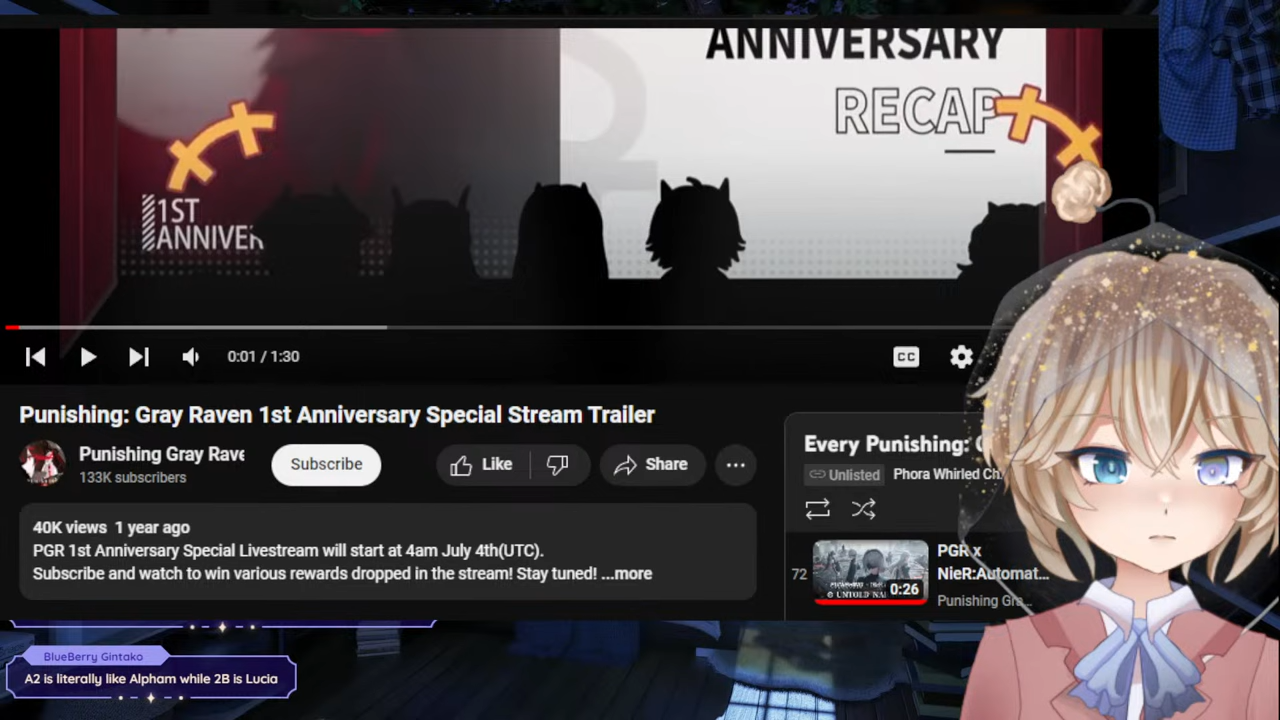 ANNIVERSARY
RECAP
1ST
ANNIVER
0:01 / 1:30
CC
Punishing: Gray Raven 1st Anniversary Special Stream Trailer
Punishing Gray Rave
133K subscribers
Subscribe
Like
Share
40K views 1 year ago
PGR 1st Anniversary Special Livestream will start at 4am July 4th(UTC).
Subscribe and watch to win various rewards dropped in the stream! Stay tuned! ...more
Every Punishing:
Unlisted
Phora Whirled Ch.
72
0:26
PGR x
NieR:Automat...
Punishing Gra...
BlueBerry Gintako
A2 is literally like Alpham while 2B is Lucia